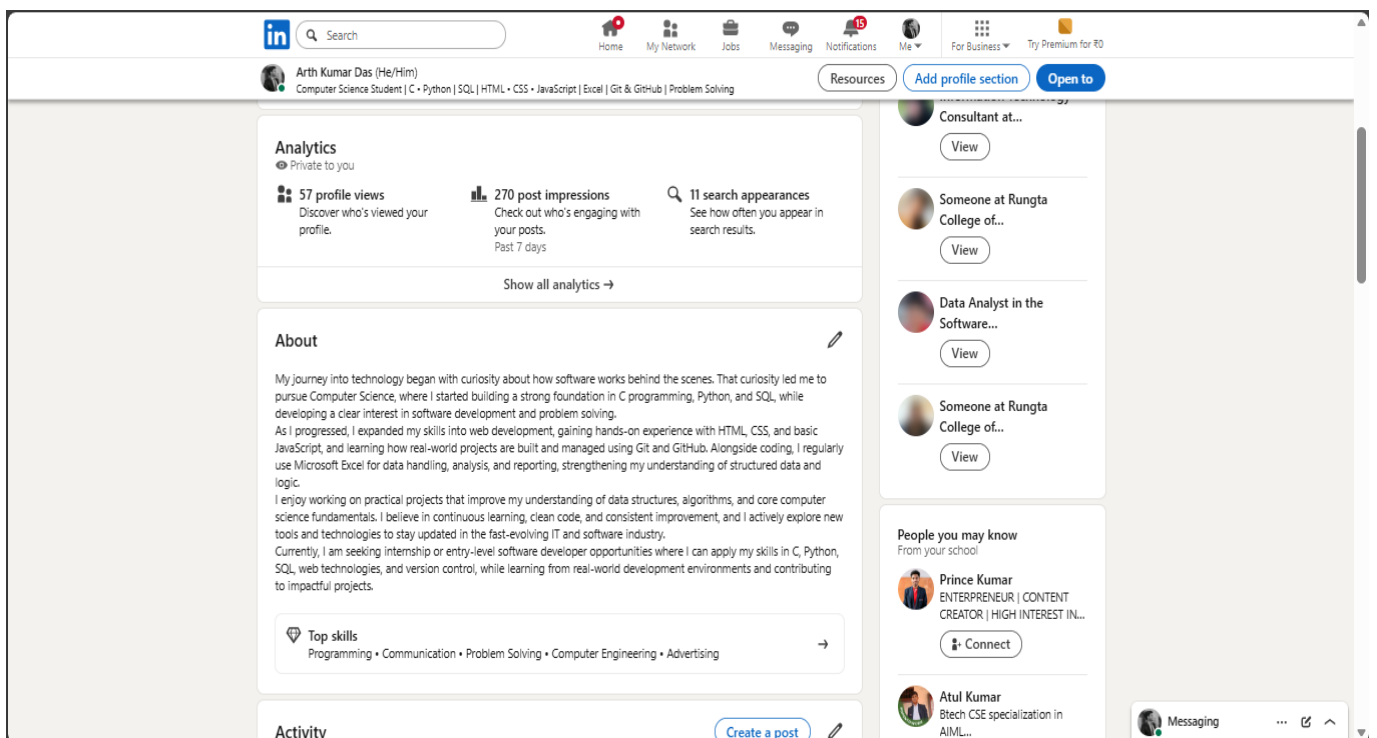 in
Search
Home
My Network
Jobs
Messaging
15
Notifications
Me
For Business
Try Premium for ₹0
Arth Kumar Das (He/Him)
Computer Science Student | C • Python | SQL | HTML • CSS • JavaScript | Excel | Git & GitHub | Problem Solving
Resources
Add profile section
Open to
Analytics
Private to you
57 profile views
Discover who's viewed your
profile.
270 post impressions
Check out who's engaging with
your posts.
Past 7 days
11 search appearances
See how often you appear in
search results.
Show all analytics →
About
My journey into technology began with curiosity about how software works behind the scenes. That curiosity led me to
pursue Computer Science, where I started building a strong foundation in C programming, Python, and SQL, while
developing a clear interest in software development and problem solving.
As I progressed, I expanded my skills into web development, gaining hands-on experience with HTML, CSS, and basic
JavaScript, and learning how real-world projects are built and managed using Git and GitHub. Alongside coding, I regularly
use Microsoft Excel for data handling, analysis, and reporting, strengthening my understanding of structured data and
logic.
I enjoy working on practical projects that improve my understanding of data structures, algorithms, and core computer
science fundamentals. I believe in continuous learning, clean code, and consistent improvement, and I actively explore new
tools and technologies to stay updated in the fast-evolving IT and software industry.
Currently, I am seeking internship or entry-level software developer opportunities where I can apply my skills in C, Python,
SQL, web technologies, and version control, while learning from real-world development environments and contributing
to impactful projects.
Top skills
Programming • Communication • Problem Solving • Computer Engineering • Advertising
Activity
Create a post
Information Technology
Consultant at...
View
Someone at Rungta
College of...
View
Data Analyst in the
Software...
View
Someone at Rungta
College of...
View
People you may know
From your school
Prince Kumar
ENTERPRENEUR | CONTENT
CREATOR | HIGH INTEREST IN...
Connect
Atul Kumar
Btech CSE specialization in
AIML...
Messaging